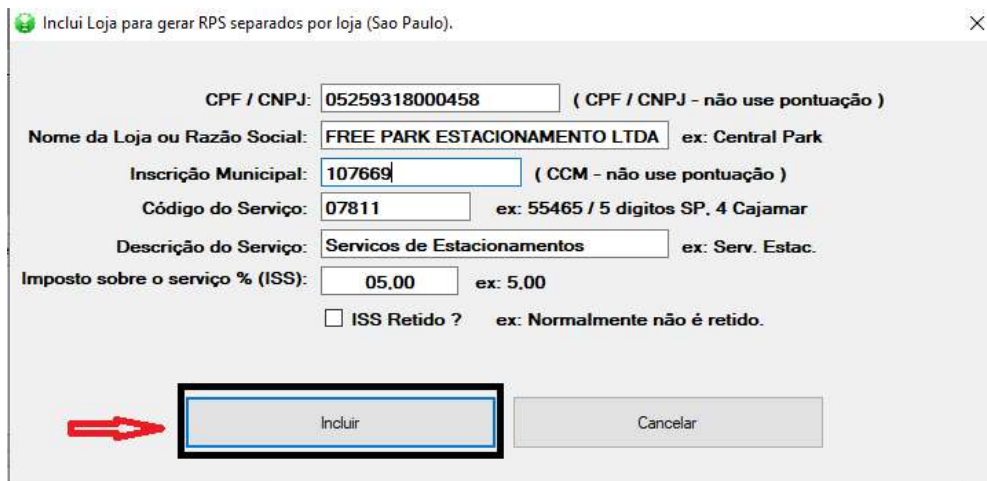 Inclui Loja para gerar RPS separados por loja (Sao Paulo).
CPF / CNPJ: 05259318000458 ( CPF / CNPJ - não use pontuação )
Nome da Loja ou Razão Social: FREE PARK ESTACIONAMENTO LTDA ex: Central Park
Inscrição Municipal: 107669 ( CCM - não use pontuação )
Código do Serviço: 07811 ex: 55465 / 5 digitos SP, 4 Cajamar
Descrição do Serviço: Servicos de Estacionamentos ex: Serv. Estac.
Imposto sobre o serviço % (ISS): 05,00 ex: 5,00
ISS Retido ? ex: Normalmente não é retido.
Incluir Cancelar